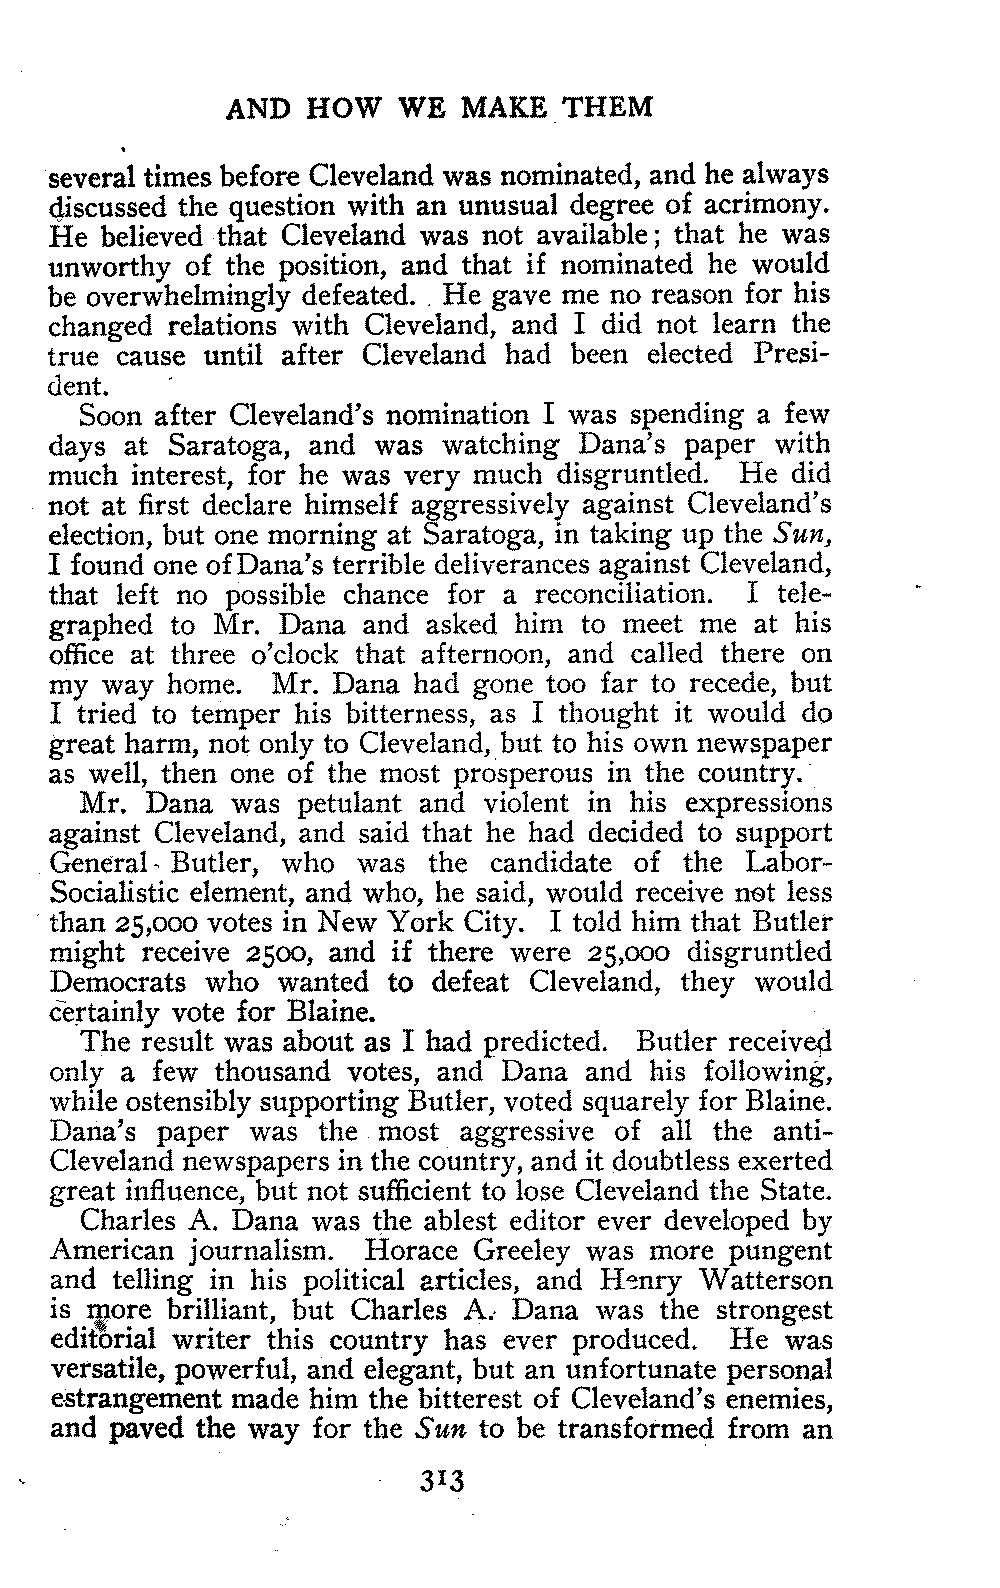 AND HOW WE MAKE THEM
several times before Cleveland was nominated, and he always
discussed the question with an unusual degree of acrimony.
He believed that Cleveland was not available; that he was
unworthy of the position, and that if nominated he would
be overwhelmingly defeated. He gave me no reason for his
changed relations with Cleveland, and I did not learn the
true cause until after Cleveland had been elected Presi-
dent.
Soon after Cleveland's nomination I was spending a few
days at Saratoga, and was watching Dana's paper with
much interest, for he was very much disgruntled. He did
not at first declare himself aggressively against Cleveland's
election, but one morning at Saratoga, in taking up the Sun,
I found one of Dana's terrible deliverances against Cleveland,
that left no possible chance for a reconciliation. I tele-
graphed to Mr. Dana and asked him to meet me at his
office at three o'clock that afternoon, and called there on
my way home. Mr. Dana had gone too far to recede, but
I tried to temper his bitterness, as I thought it would do
great harm, not only to Cleveland, but to his own newspaper
as well, then one of the most prosperous in the country.
Mr. Dana was petulant and violent in his expressions
against Cleveland, and said that he had decided to support
General Butler, who was the candidate of the Labor-
Socialistic element, and who, he said, would receive not less
than 25,000 votes in New York City. I told him that Butler
might receive 2500, and if there were 25,000 disgruntled
Democrats who wanted to defeat Cleveland, they would
certainly vote for Blaine.
The result was about as I had predicted. Butler received
only a few thousand votes, and Dana and his following,
while ostensibly supporting Butler, voted squarely for Blaine.
Dana's paper was the most aggressive of all the anti-
Cleveland newspapers in the country, and it doubtless exerted
great influence, but not sufficient to lose Cleveland the State.
Charles A. Dana was the ablest editor ever developed by
American journalism. Horace Greeley was more pungent
and telling in his political articles, and Henry Watterson
is more brilliant, but Charles A. Dana was the strongest
editorial writer this country has ever produced. He was
versatile, powerful, and elegant, but an unfortunate personal
estrangement made him the bitterest of Cleveland's enemies,
and paved the way for the Sun to be transformed from an
313